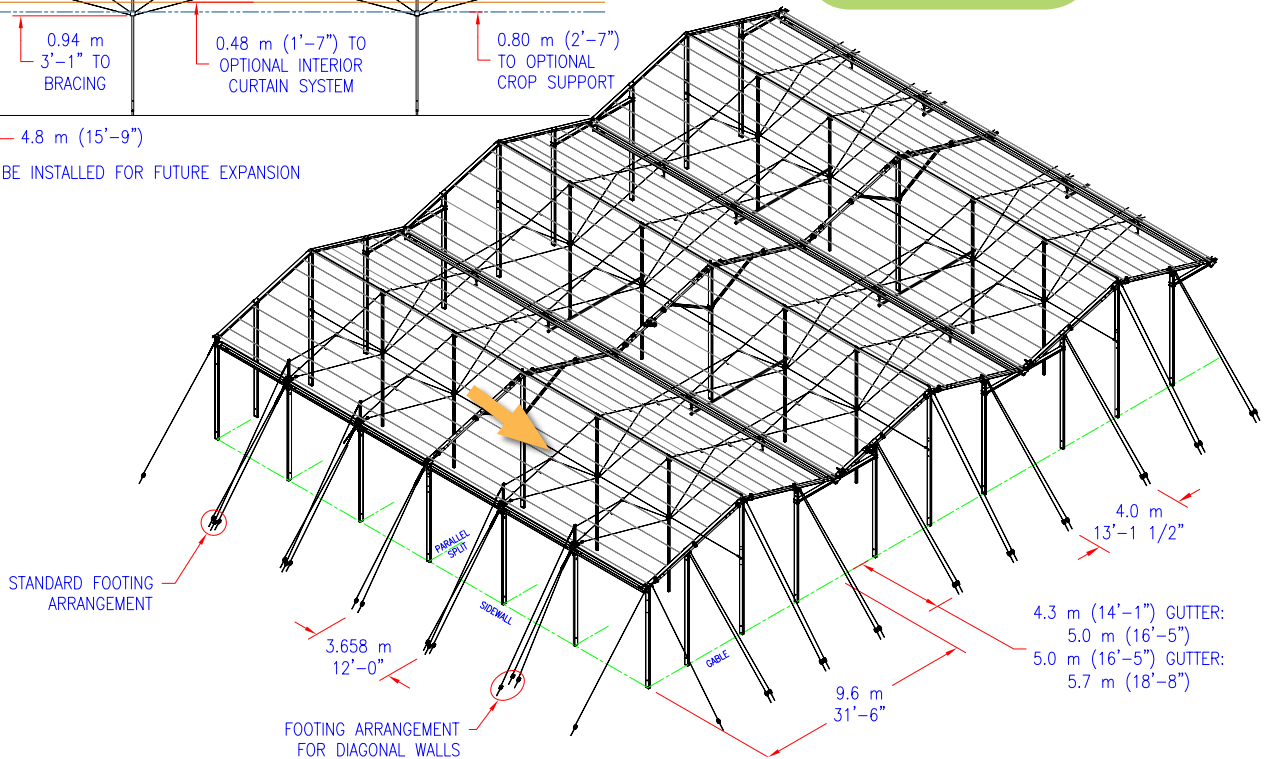 0.94 m
3'-1" TO
BRACING
0.48 m (1'-7") TO
OPTIONAL INTERIOR
CURTAIN SYSTEM
0.80 m (2'-7")
TO OPTIONAL
CROP SUPPORT
4.8 m (15'-9")
BE INSTALLED FOR FUTURE EXPANSION
STANDARD FOOTING
ARRANGEMENT
PARALLEL
SPLIT
SIDEWALL
GABLE
3.658 m
12'-0"
FOOTING ARRANGEMENT
FOR DIAGONAL WALLS
9.6 m
31'-6"
4.0 m
13'-1 1/2"
4.3 m (14'-1") GUTTER:
5.0 m (16'-5")
5.0 m (16'-5") GUTTER:
5.7 m (18'-8")